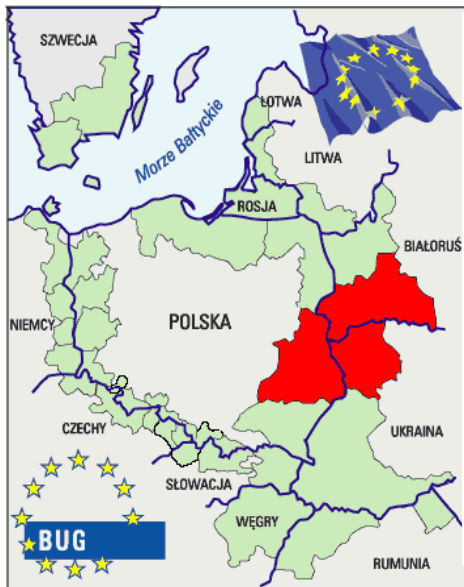 SZWECJA
ŁOTWA
Morze Bałtyckie
LITWA
ROSJA
BIAŁORUŚ
NIEMCY
POLSKA
CZECHY
UKRAINA
SŁOWACJA
WĘGRY
BUG
RUMUNIA